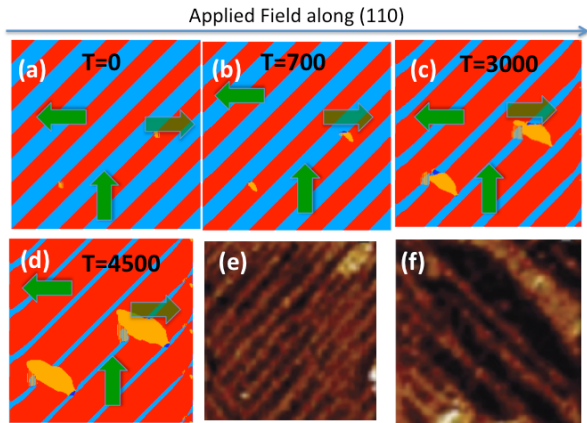 Applied Field along (110)
(a) T=0
(b) T=700
(c) T=3000
(d) T=4500
(e)
(f)